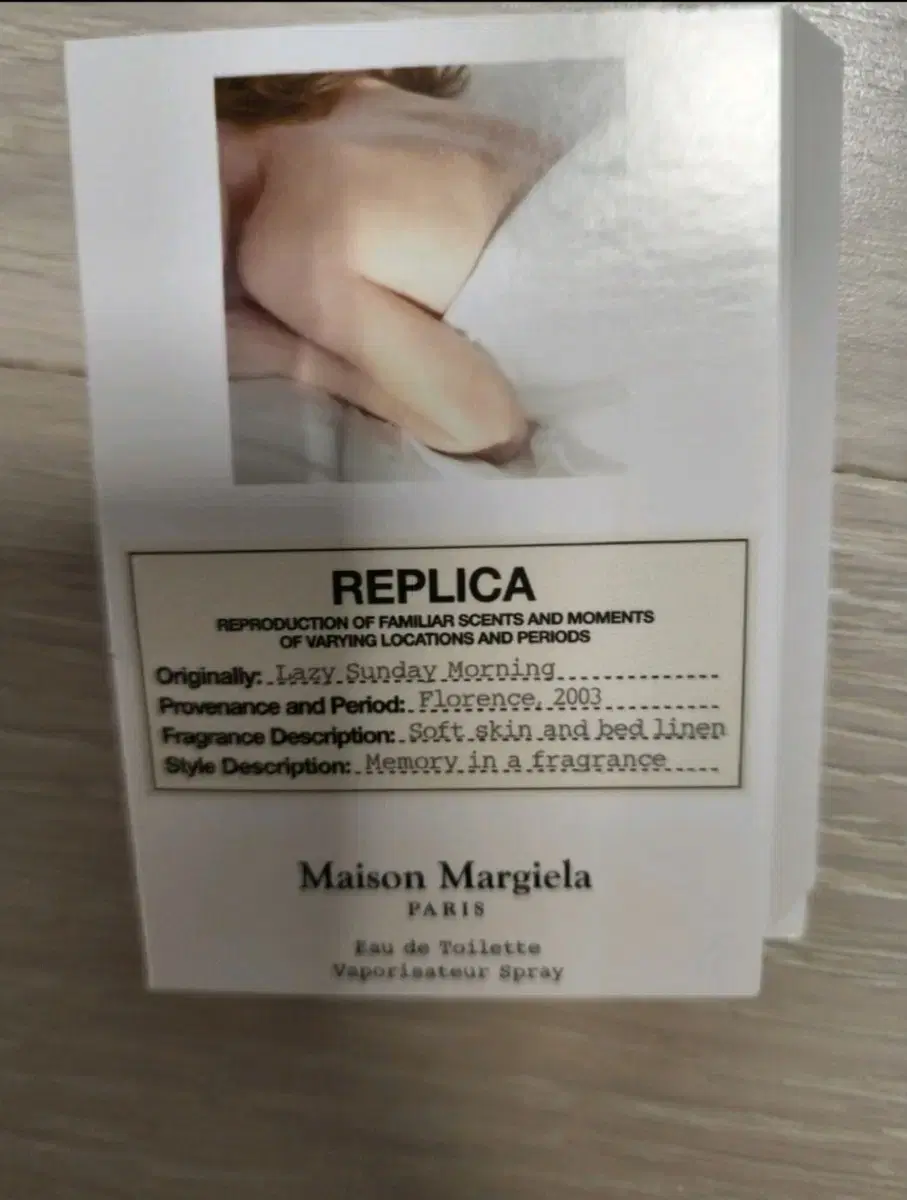 REPLICA
REPRODUCTION OF FAMILIAR SCENTS AND MOMENTS
OF VARYING LOCATIONS AND PERIODS
Originally: Lazy Sunday Morning
Provenance and Period: Florence, 2003
Fragrance Description: Soft skin and bed linen
Style Description: Memory in a fragrance
Maison Margiela
PARIS
Eau de Toilette
Vaporisateur Spray